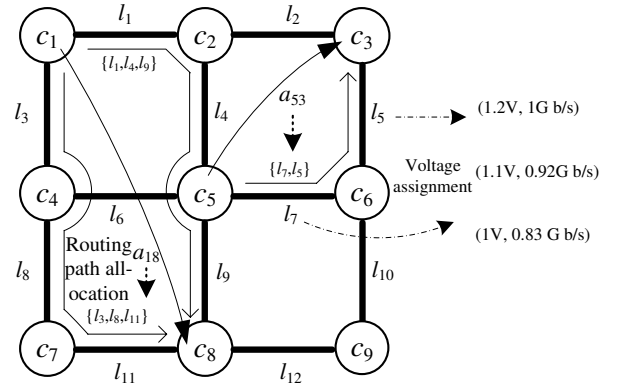 l1
l2
c1
c2
c3
{l1,l4,l9}
l3
l4
a53
l5
(1.2V, 1G b/s)
{l7,l5}
Voltage
assignment
(1.1V, 0.92G b/s)
c4
c5
c6
l6
l7
(1V, 0.83 G b/s)
Routing
path all-
ocation
a18
l8
l9
l10
{l3,l8,l11}
c7
c8
c9
l11
l12